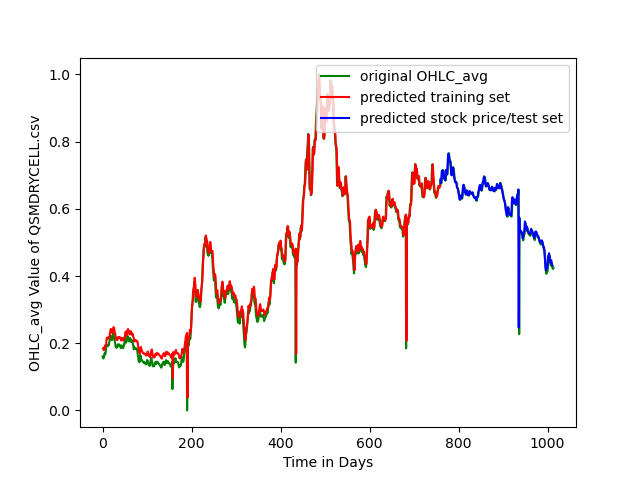 original OHLC_avg
predicted training set
predicted stock price/test set
OHLC_avg Value of QSMDRYCELL.csv
1.0
0.8
0.6
0.4
0.2
0.0
0 200 400 600 800 1000
Time in Days